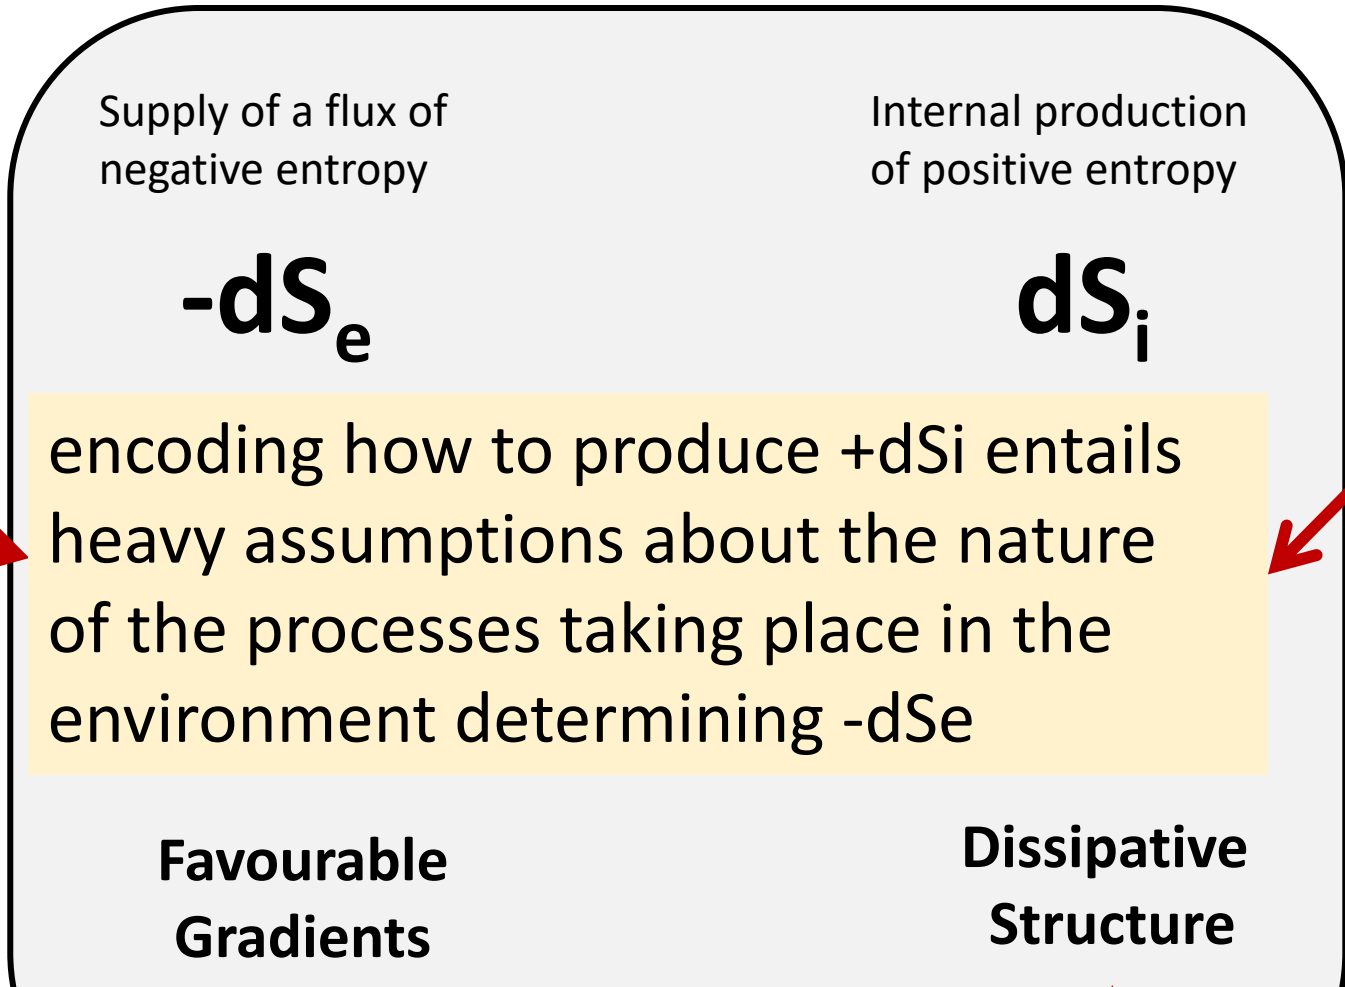 Supply of a flux of
negative entropy
Internal production
of positive entropy
-dSe
dSi
encoding how to produce +dSi entails
heavy assumptions about the nature
of the processes taking place in the
environment determining -dSe
Favourable
Gradients
Dissipative
Structure